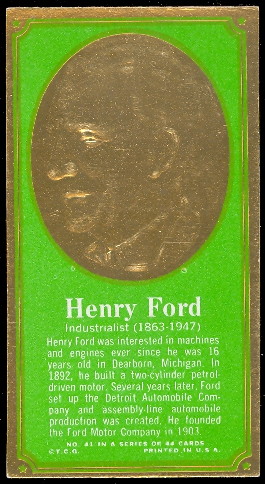 Henry Ford
Industrialist (1863-1947)
Henry Ford was interested in machines
and engines ever since he was 16
years old in Dearborn, Michigan. In
1892, he built a two-cylinder petrol-
driven motor. Several years later, Ford
set up the Detroit Automobile Com-
pany and assembly-line automobile
production was created. He founded
the Ford Motor Company in 1903.
NO. 41 IN A SERIES OF 44 CARDS
©T.C.G. PRINTED IN U.S.A.